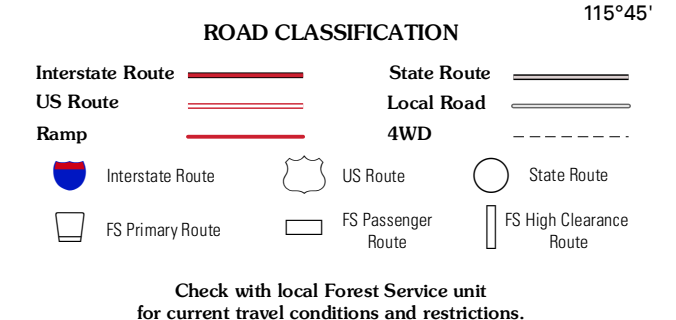 115°45'
ROAD CLASSIFICATION
Interstate Route
State Route
US Route
Local Road
Ramp
4WD
Interstate Route
US Route
State Route
FS Primary Route
FS Passenger
Route
FS High Clearance
Route
Check with local Forest Service unit
for current travel conditions and restrictions.